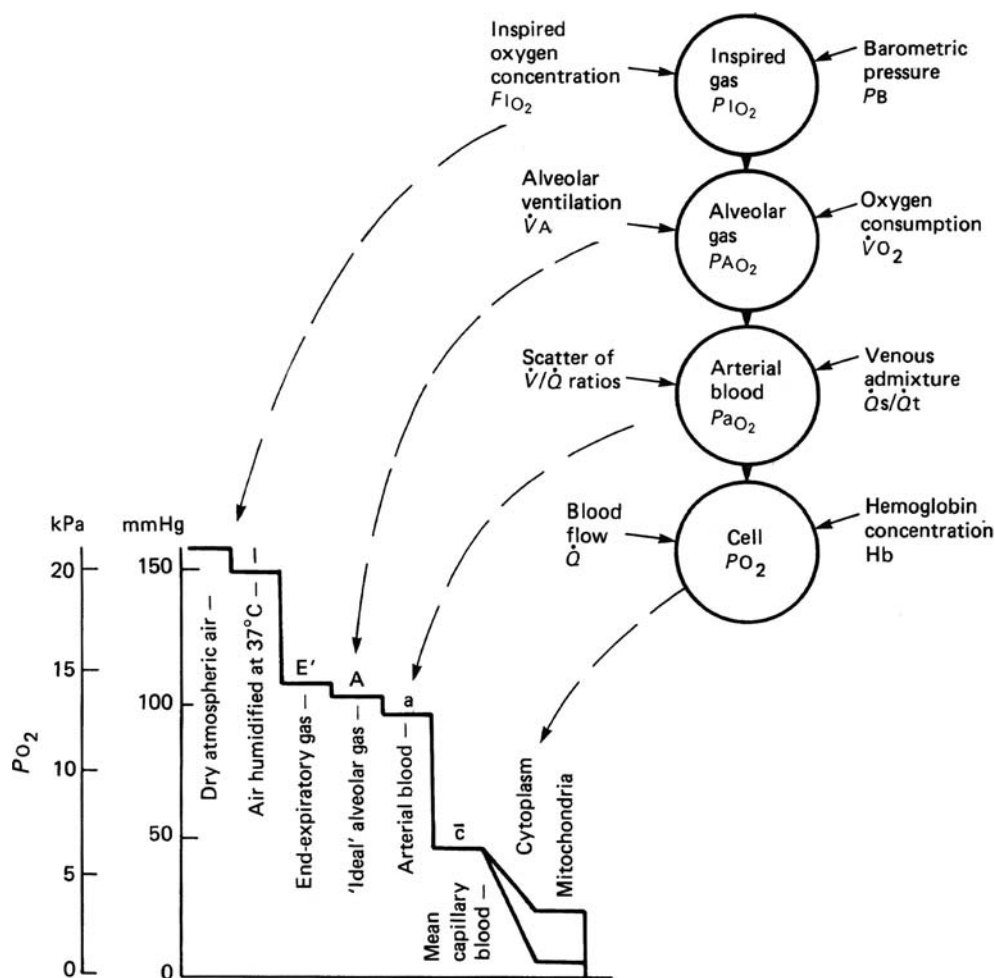 Inspired
oxygen
concentration
FIO2
Inspired
gas
PIO2
Barometric
pressure
PB
Alveolar
ventilation
V̇A
Alveolar
gas
PAO2
Oxygen
consumption
V̇O2
Scatter of
V̇/Q̇ ratios
Arterial
blood
PaO2
Venous
admixture
Q̇s/Q̇t
Blood
flow
Q̇
Cell
PO2
Hemoglobin
concentration
Hb
kPa
mmHg
20
15
10
5
0
150
100
50
0
PO2
Dry atmospheric air –
Air humidified at 37°C – I
End-expiratory gas –
E'
'Ideal' alveolar gas –
A
Arterial blood –
a
Mean
capillary
blood –
c̄
Cytoplasm
Mitochondria